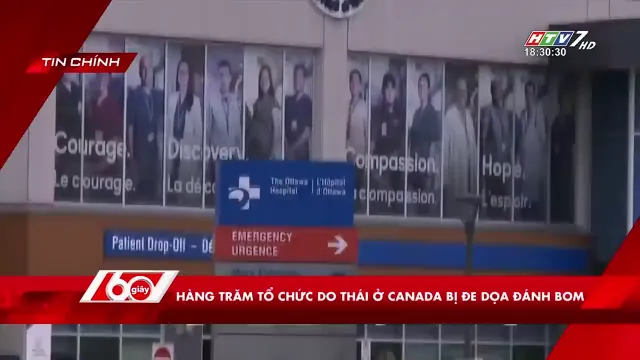 HTV7 HD
18:30:30
TIN CHÍNH
Courage. Discovery. Compassion. Hope.
Le courage. La déco compassion. L'espoir.
The Ottawa Hospital | L'Hôpital d'Ottawa
EMERGENCY
URGENCE
Patient Drop-Off – Dé
60 giây
HÀNG TRĂM TỔ CHỨC DO THÁI Ở CANADA BỊ ĐE DỌA ĐÁNH BOM